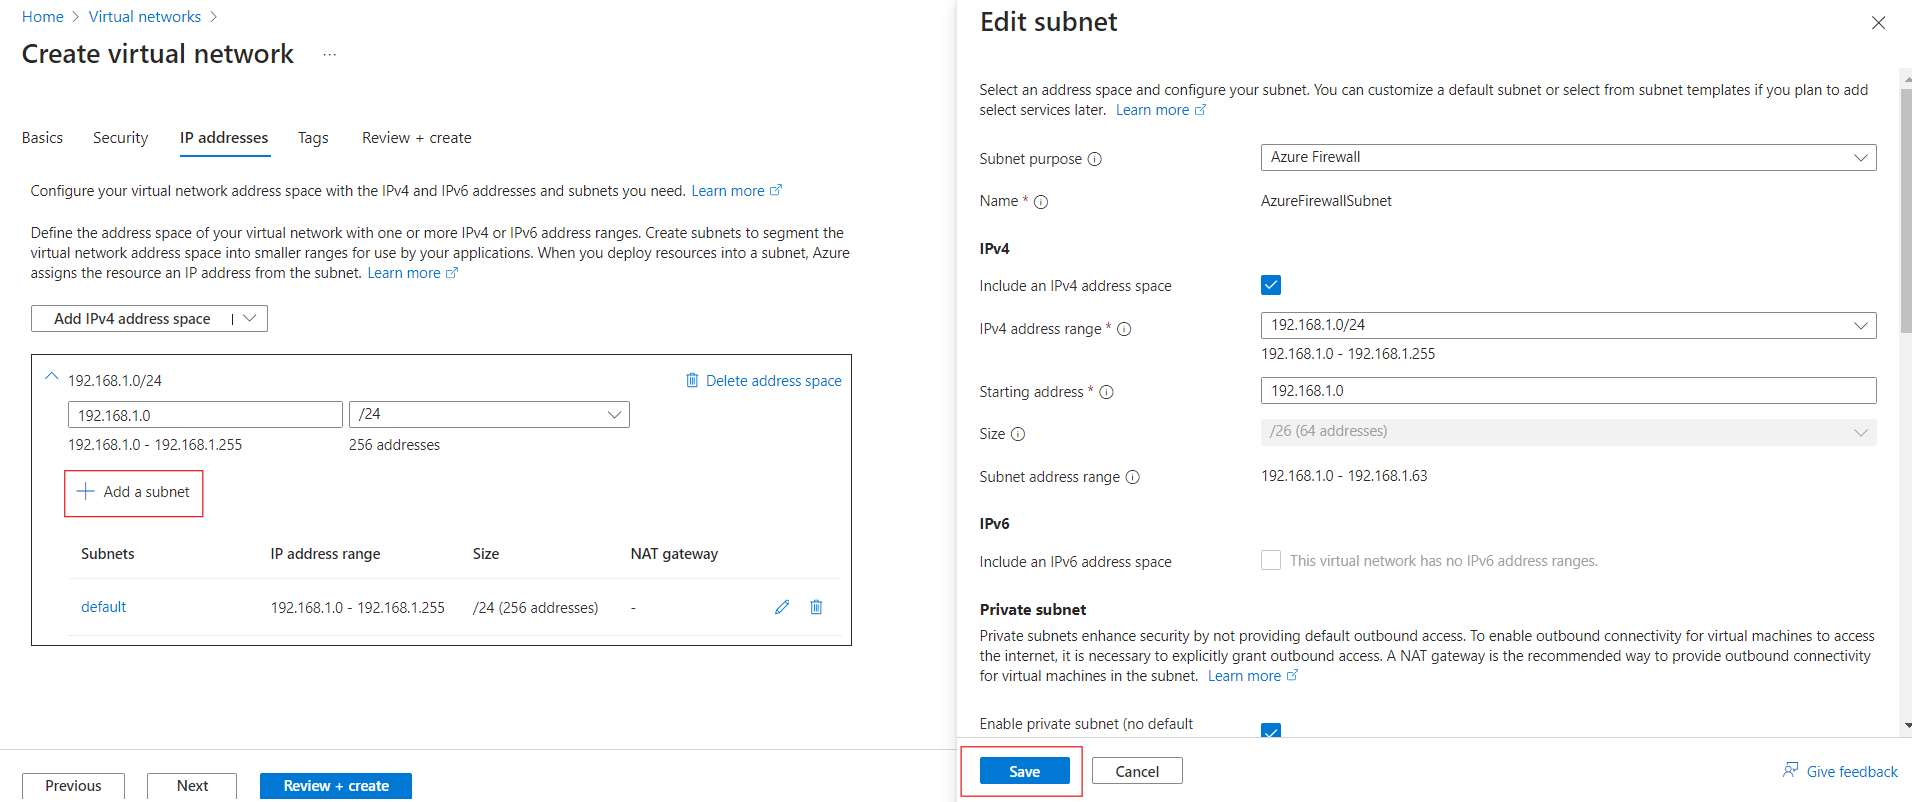 Home > Virtual networks >
Create virtual network ...
Basics Security IP addresses Tags Review + create
Configure your virtual network address space with the IPv4 and IPv6 addresses and subnets you need. Learn more
Define the address space of your virtual network with one or more IPv4 or IPv6 address ranges. Create subnets to segment the
virtual network address space into smaller ranges for use by your applications. When you deploy resources into a subnet, Azure
assigns the resource an IP address from the subnet. Learn more
Add IPv4 address space
192.168.1.0/24 Delete address space
192.168.1.0 /24
192.168.1.0 - 192.168.1.255 256 addresses
+ Add a subnet
Subnets IP address range Size NAT gateway
default 192.168.1.0 - 192.168.1.255 /24 (256 addresses) -
Previous Next Review + create
Edit subnet
Select an address space and configure your subnet. You can customize a default subnet or select from subnet templates if you plan to add
select services later. Learn more
Subnet purpose Azure Firewall
Name * AzureFirewallSubnet
IPv4
Include an IPv4 address space
IPv4 address range * 192.168.1.0/24
192.168.1.0 - 192.168.1.255
Starting address * 192.168.1.0
Size /26 (64 addresses)
Subnet address range 192.168.1.0 - 192.168.1.63
IPv6
Include an IPv6 address space This virtual network has no IPv6 address ranges.
Private subnet
Private subnets enhance security by not providing default outbound access. To enable outbound connectivity for virtual machines to access
the internet, it is necessary to explicitly grant outbound access. A NAT gateway is the recommended way to provide outbound connectivity
for virtual machines in the subnet. Learn more
Enable private subnet (no default
Save Cancel Give feedback